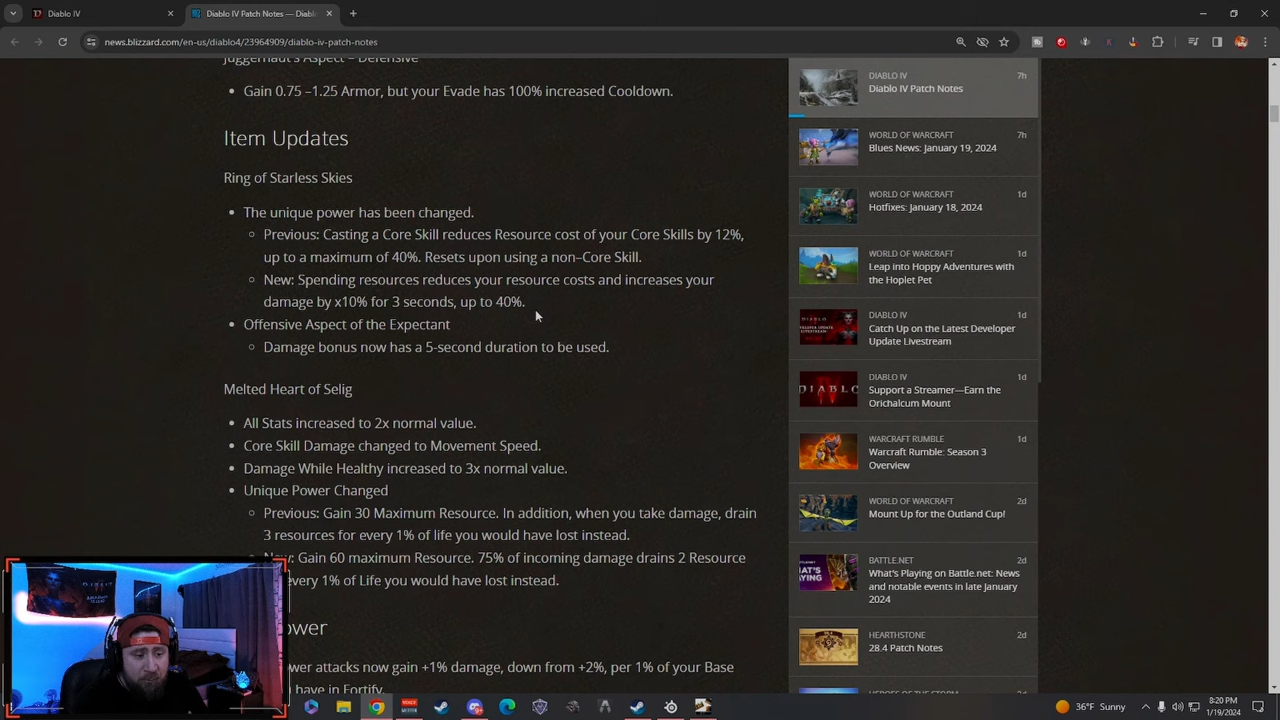 Diablo IV
Diablo IV Patch Notes — Diablo
news.blizzard.com/en-us/diablo4/23964909/diablo-iv-patch-notes
Juggernaut's Aspect – Defensive
Gain 0.75 –1.25 Armor, but your Evade has 100% increased Cooldown.
Item Updates
Ring of Starless Skies
The unique power has been changed.
Previous: Casting a Core Skill reduces Resource cost of your Core Skills by 12%,
up to a maximum of 40%. Resets upon using a non–Core Skill.
New: Spending resources reduces your resource costs and increases your
damage by x10% for 3 seconds, up to 40%.
Offensive Aspect of the Expectant
Damage bonus now has a 5-second duration to be used.
Melted Heart of Selig
All Stats increased to 2x normal value.
Core Skill Damage changed to Movement Speed.
Damage While Healthy increased to 3x normal value.
Unique Power Changed
Previous: Gain 30 Maximum Resource. In addition, when you take damage, drain
3 resources for every 1% of life you would have lost instead.
New: Gain 60 maximum Resource. 75% of incoming damage drains 2 Resource
every 1% of Life you would have lost instead.
ower
ower attacks now gain +1% damage, down from +2%, per 1% of your Base
have in Fortify.
DIABLO IV
7h
Diablo IV Patch Notes
WORLD OF WARCRAFT
7h
Blues News: January 19, 2024
WORLD OF WARCRAFT
1d
Hotfixes: January 18, 2024
WORLD OF WARCRAFT
1d
Leap into Hoppy Adventures with
the Hoplet Pet
DIABLO IV
1d
Catch Up on the Latest Developer
Update Livestream
DIABLO IV
1d
Support a Streamer—Earn the
Orichalcum Mount
DIABLO
WARCRAFT RUMBLE
1d
Warcraft Rumble: Season 3
Overview
WORLD OF WARCRAFT
2d
Mount Up for the Outland Cup!
BATTLE.NET
2d
What's Playing on Battle.net: News
and notable events in late January
2024
HEARTHSTONE
2d
28.4 Patch Notes
HEROES OF THE STORM
2d
36°F Sunny
8:20 PM
1/19/2024